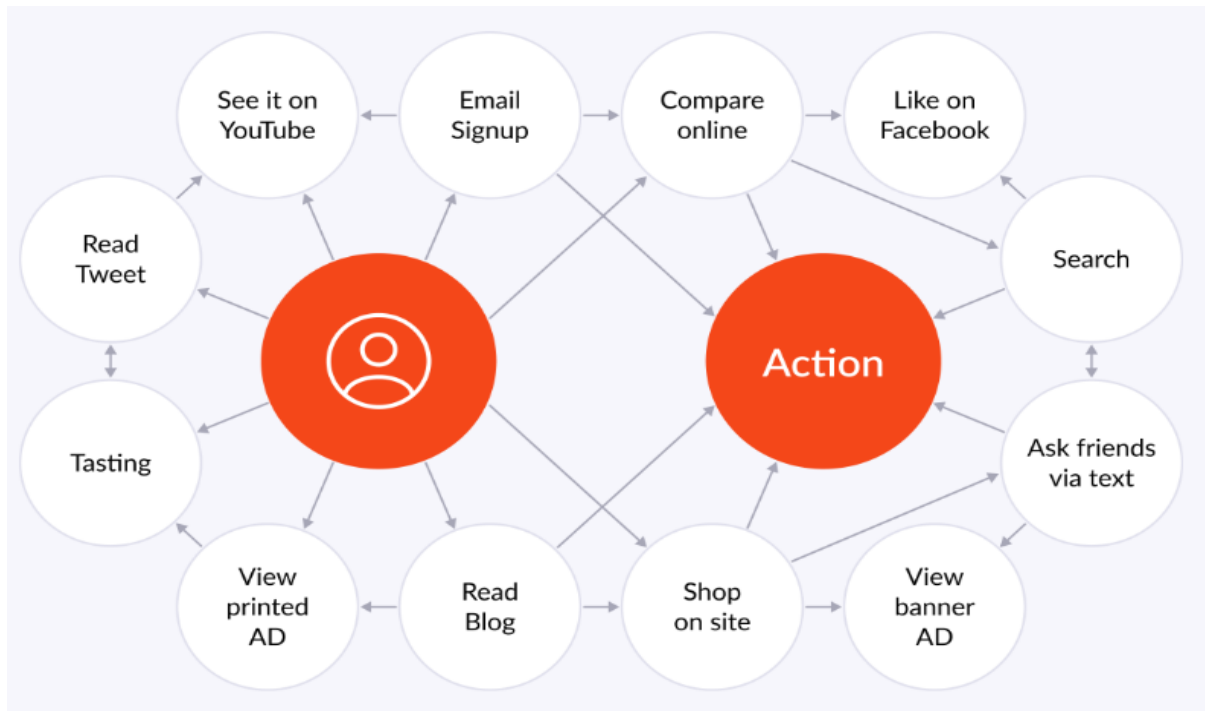 See it on
YouTube
Email
Signup
Compare
online
Like on
Facebook
Read
Tweet
Search
Action
Tasting
Ask friends
via text
View
printed
AD
Read
Blog
Shop
on site
View
banner
AD